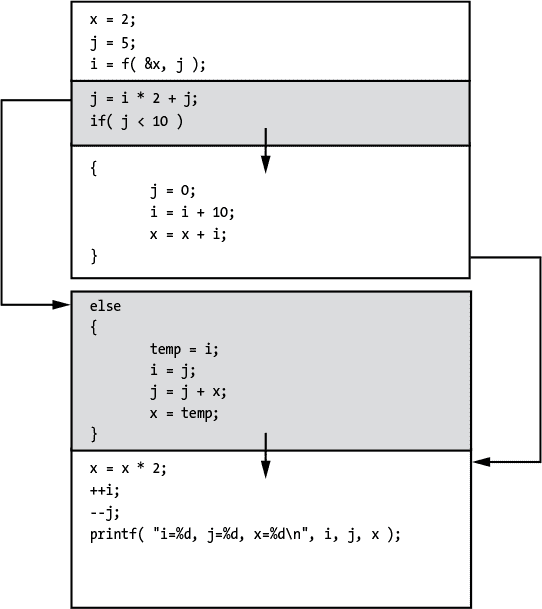 x = 2;
j = 5;
i = f( &x, j );
j = i * 2 + j;
if( j < 10 )
{
j = 0;
i = i + 10;
x = x + i;
}
else
{
temp = i;
i = j;
j = j + x;
x = temp;
}
x = x * 2;
++i;
--j;
printf( "i=%d, j=%d, x=%d\n", i, j, x );